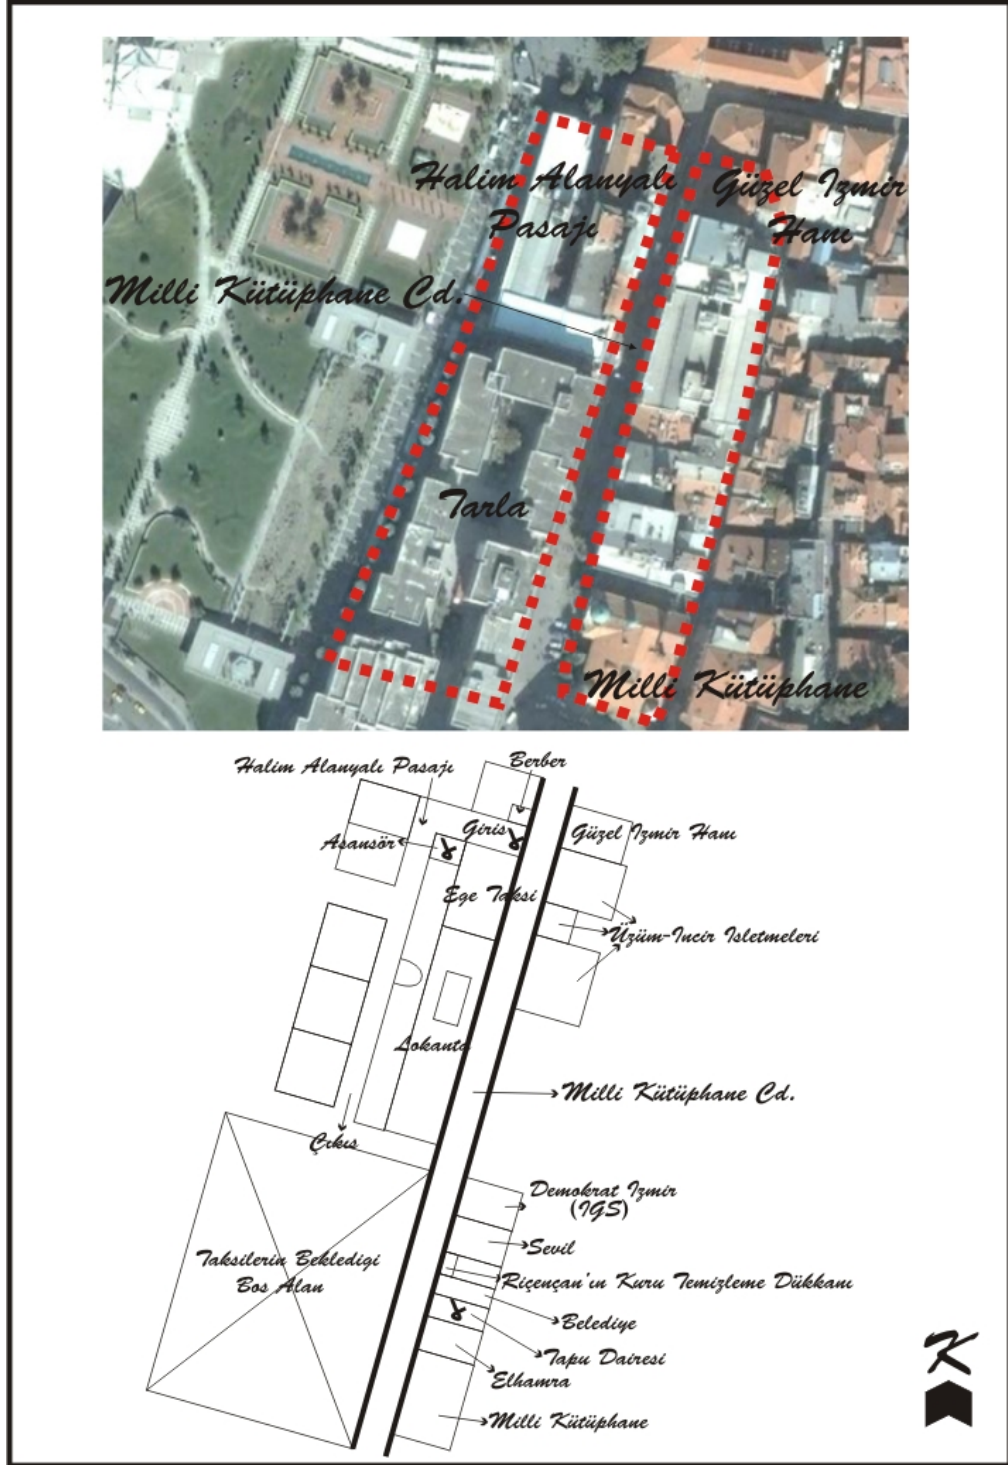 Halim Alanyalı
Pasajı
Güzel Izmir
Hanı
Milli Kütüphane Cd.
Tarla
Milli Kütüphane
Halim Alanyalı Pasajı
Berber
Giris
Güzel Izmir Hanı
Asansör
Ege Taksi
Üzüm-Incir Isletmeleri
Lokanta
Milli Kütüphane Cd.
Çıkıs
Demokrat Izmir
(IGS)
Taksilerin Bekledigi
Bos Alan
Sevil
Riçençan'ın Kuru Temizleme Dükkanı
Belediye
Tapu Dairesi
Elhamra
Milli Kütüphane
K